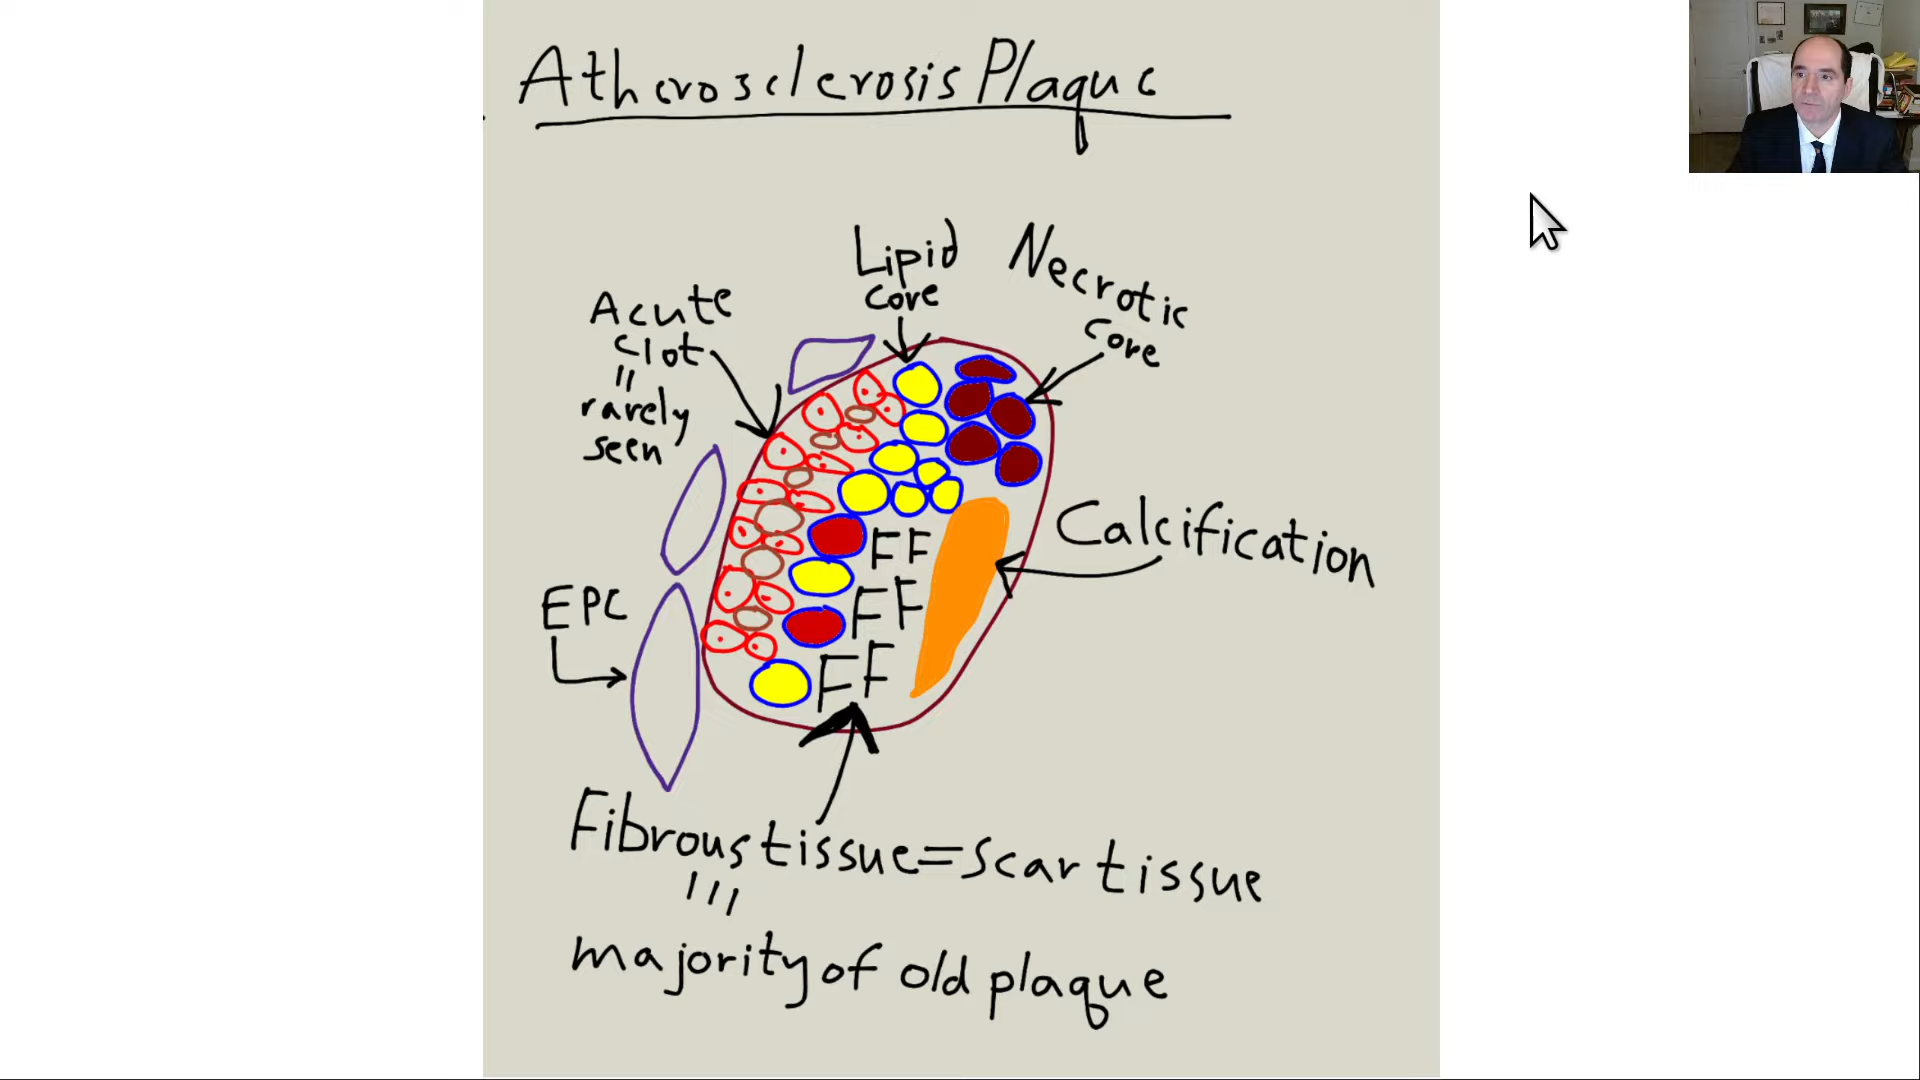 Atherosclerosis Plaque
Lipid
core
Necrotic
core
Acute
clot
=
rarely
seen
Calcification
EPC
FF
FF
FF
Fibrous tissue = Scar tissue
majority of old plaque